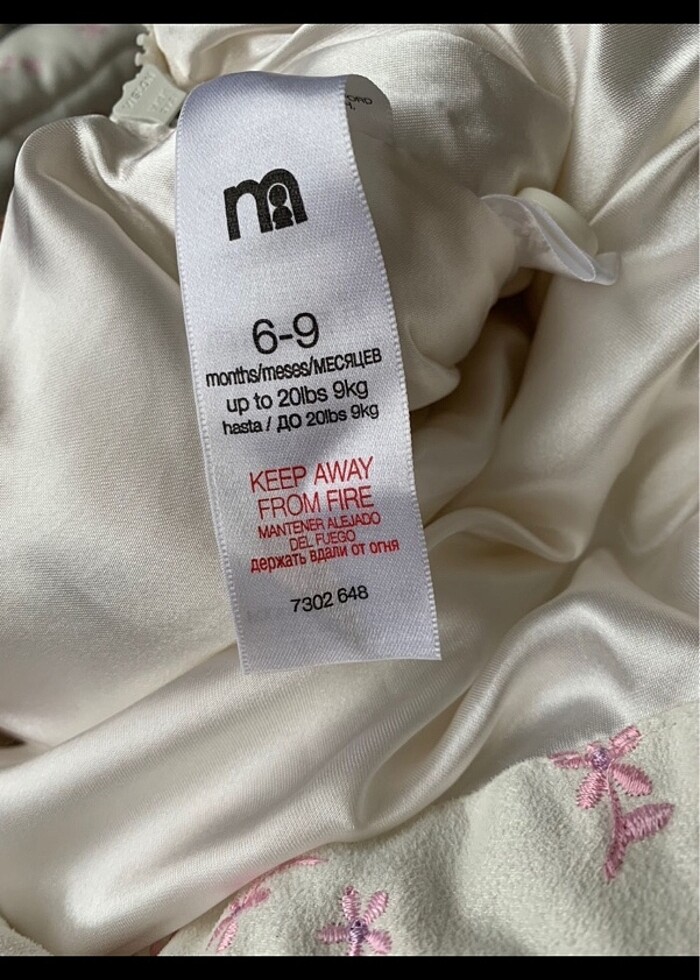 m
6-9
months/meses/МЕСЯЦЕВ
up to 20lbs 9kg
hasta / ДО 20lbs 9kg
KEEP AWAY
FROM FIRE
MANTENER ALEJADO
DEL FUEGO
держать вдали от огня
7302 648